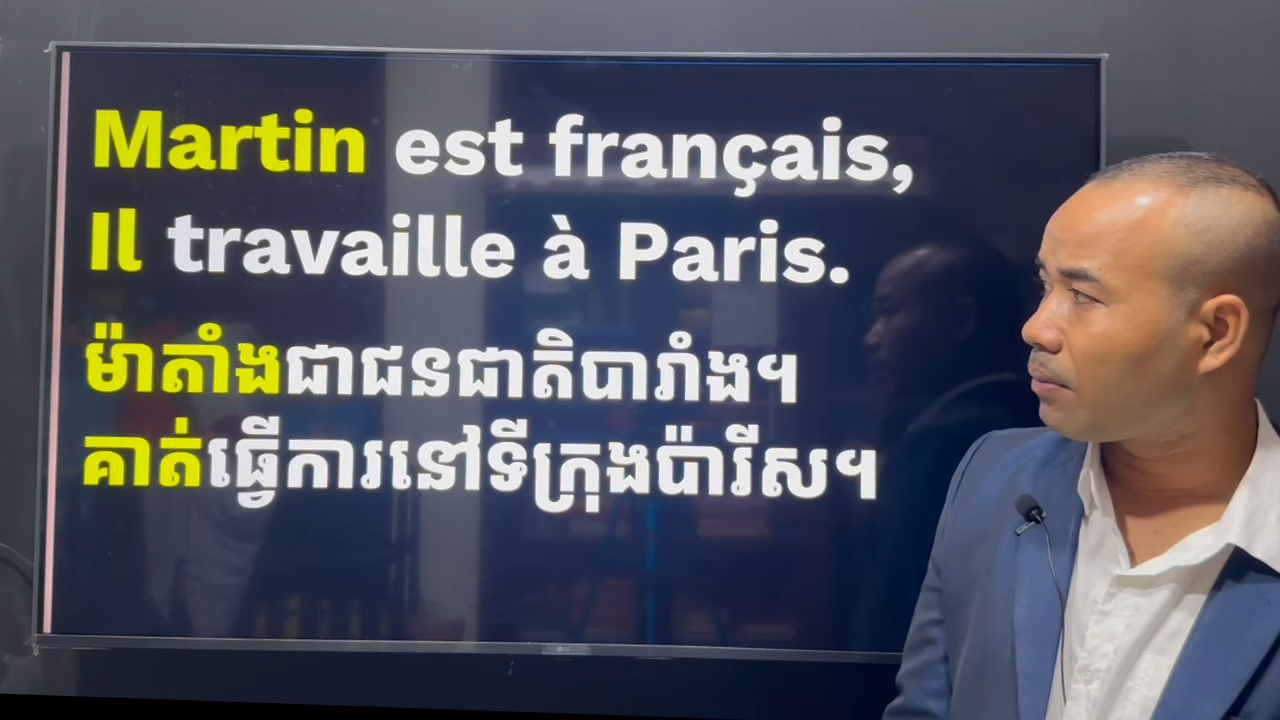 Martin est français,
Il travaille à Paris.
ម៉ាតាំងជាជនជាតិបារាំង។
គាត់ធ្វើការនៅទីក្រុងប៉ារីស។
LG